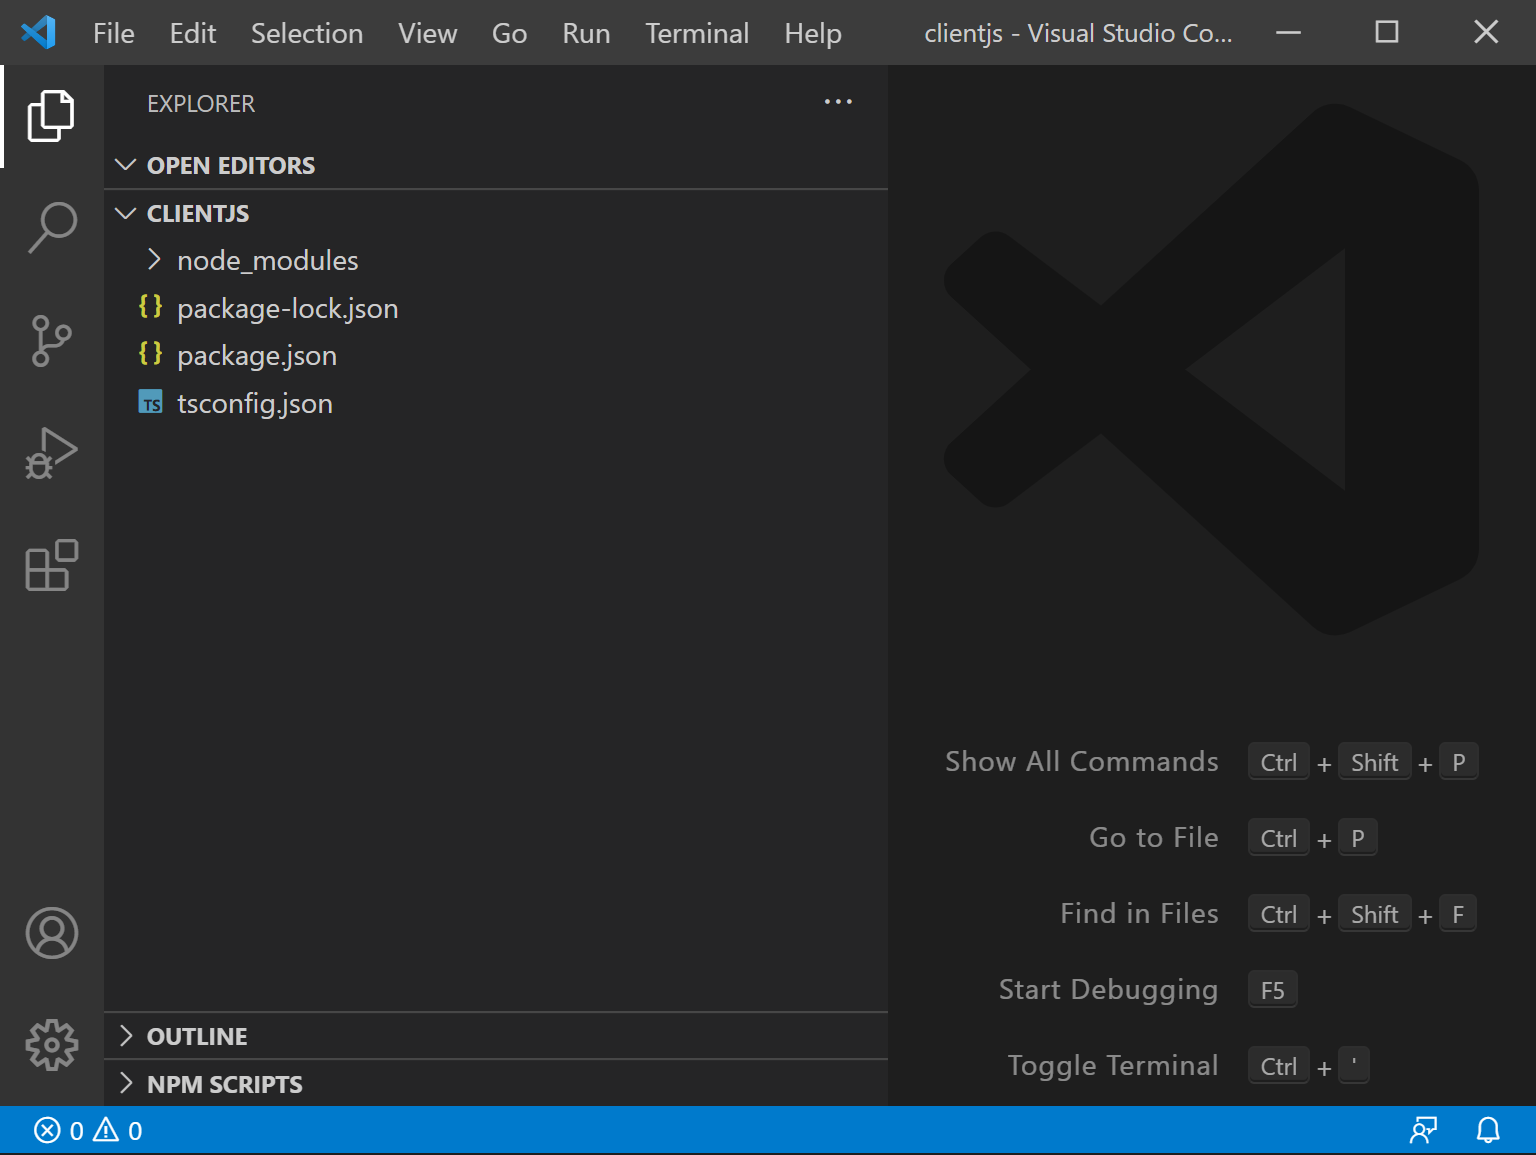 File Edit Selection View Go Run Terminal Help clientjs - Visual Studio Co...
EXPLORER
OPEN EDITORS
CLIENTJS
node_modules
{} package-lock.json
{} package.json
TS tsconfig.json
OUTLINE
NPM SCRIPTS
Show All Commands Ctrl + Shift + P
Go to File Ctrl + P
Find in Files Ctrl + Shift + F
Start Debugging F5
Toggle Terminal Ctrl + '
0 0